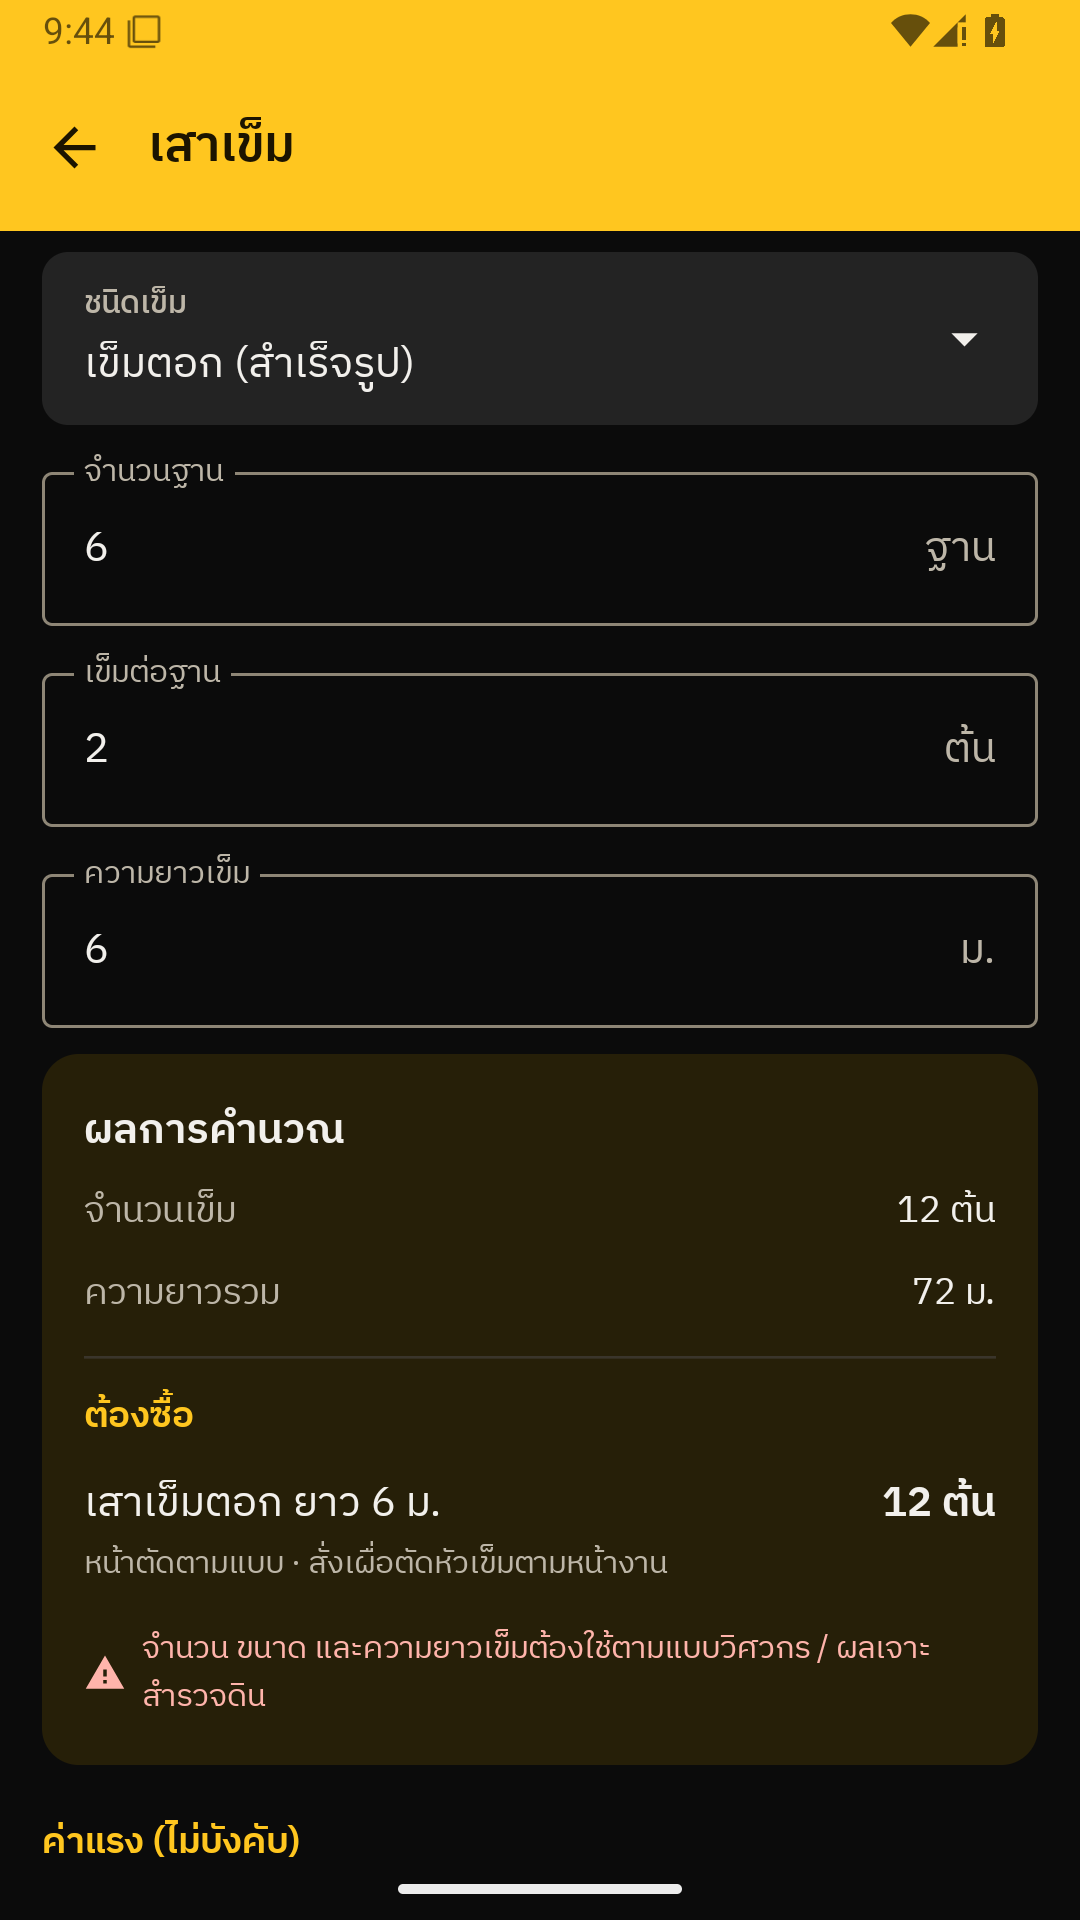 9:44
เสาเข็ม
ชนิดเข็ม
เข็มตอก (สำเร็จรูป)
จำนวนฐาน
6 ฐาน
เข็มต่อฐาน
2 ต้น
ความยาวเข็ม
6 ม.
ผลการคำนวณ
จำนวนเข็ม 12 ต้น
ความยาวรวม 72 ม.
ต้องซื้อ
เสาเข็มตอก ยาว 6 ม. 12 ต้น
หน้าตัดตามแบบ · สั่งเผื่อตัดหัวเข็มตามหน้างาน
จำนวน ขนาด และความยาวเข็มต้องใช้ตามแบบวิศวกร / ผลเจาะ
สำรวจดิน
ค่าแรง (ไม่บังคับ)